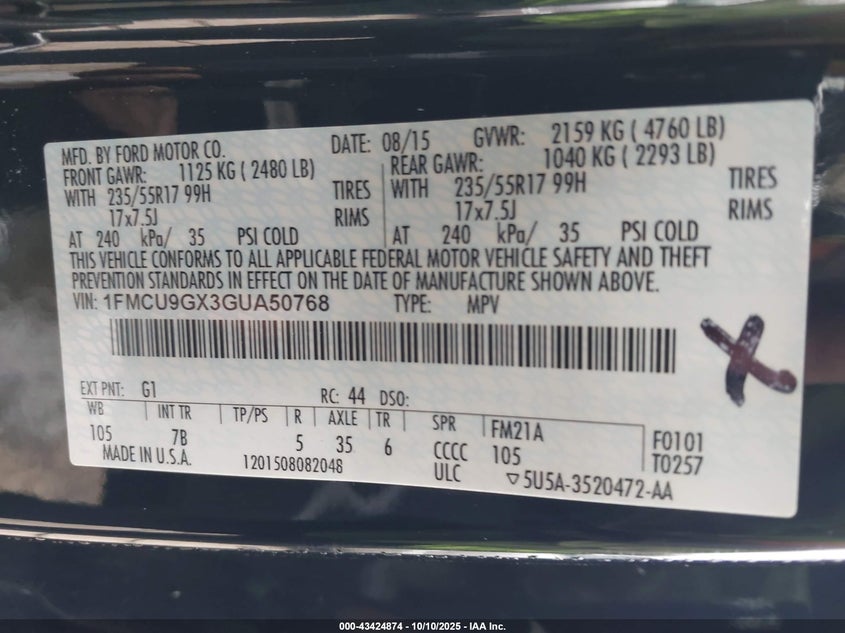 MFD. BY FORD MOTOR CO. DATE: 08/15 GVWR: 2159 KG ( 4760 LB)
FRONT GAWR: 1125 KG ( 2480 LB) REAR GAWR: 1040 KG ( 2293 LB)
WITH 235/55R17 99H TIRES WITH 235/55R17 99H TIRES
17x7.5J RIMS 17x7.5J RIMS
AT 240 kPa/ 35 PSI COLD AT 240 kPa/ 35 PSI COLD
THIS VEHICLE CONFORMS TO ALL APPLICABLE FEDERAL MOTOR VEHICLE SAFETY AND THEFT
PREVENTION STANDARDS IN EFFECT ON THE DATE OF MANUFACTURE SHOWN ABOVE.
VIN: 1FMCU9GX3GUA50768 TYPE: MPV
X
EXT PNT: G1 RC: 44 DSO:
WB INT TR TP/PS R AXLE TR SPR FM21A F0101
105 7B 5 35 6 CCCC 105 T0257
MADE IN U.S.A. 1201508082048 ULC ▽5U5A-3520472-AA
000-43424874 - 10/10/2025 - IAA Inc.